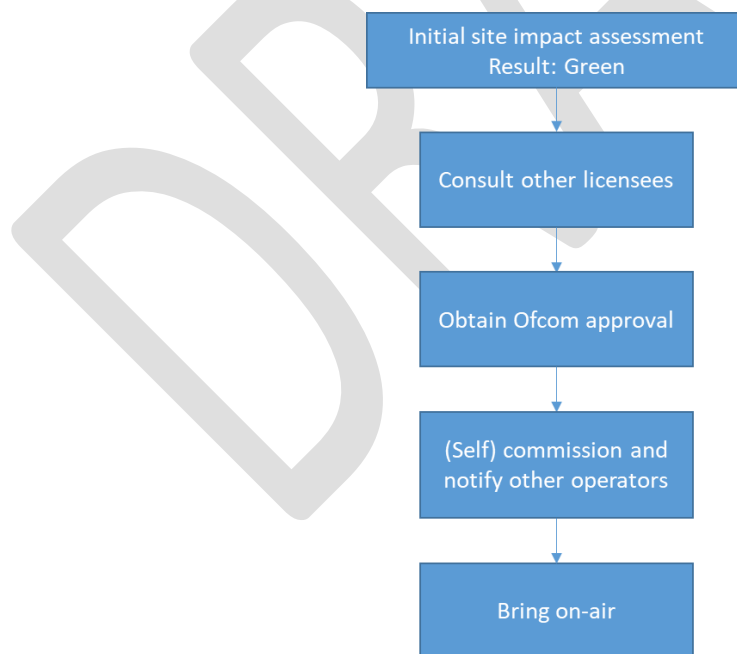 Initial site impact assessment
Result: Green
Consult other licensees
Obtain Ofcom approval
(Self) commission and
notify other operators
Bring on-air